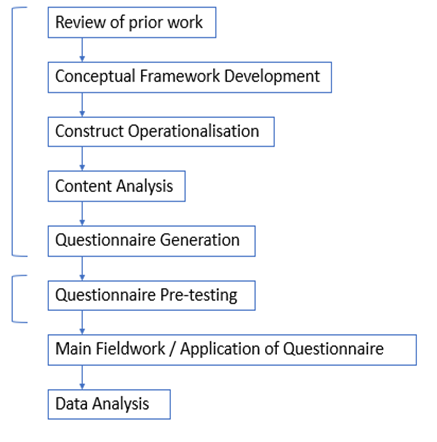 Review of prior work
Conceptual Framework Development
Construct Operationalisation
Content Analysis
Questionnaire Generation
Questionnaire Pre-testing
Main Fieldwork / Application of Questionnaire
Data Analysis